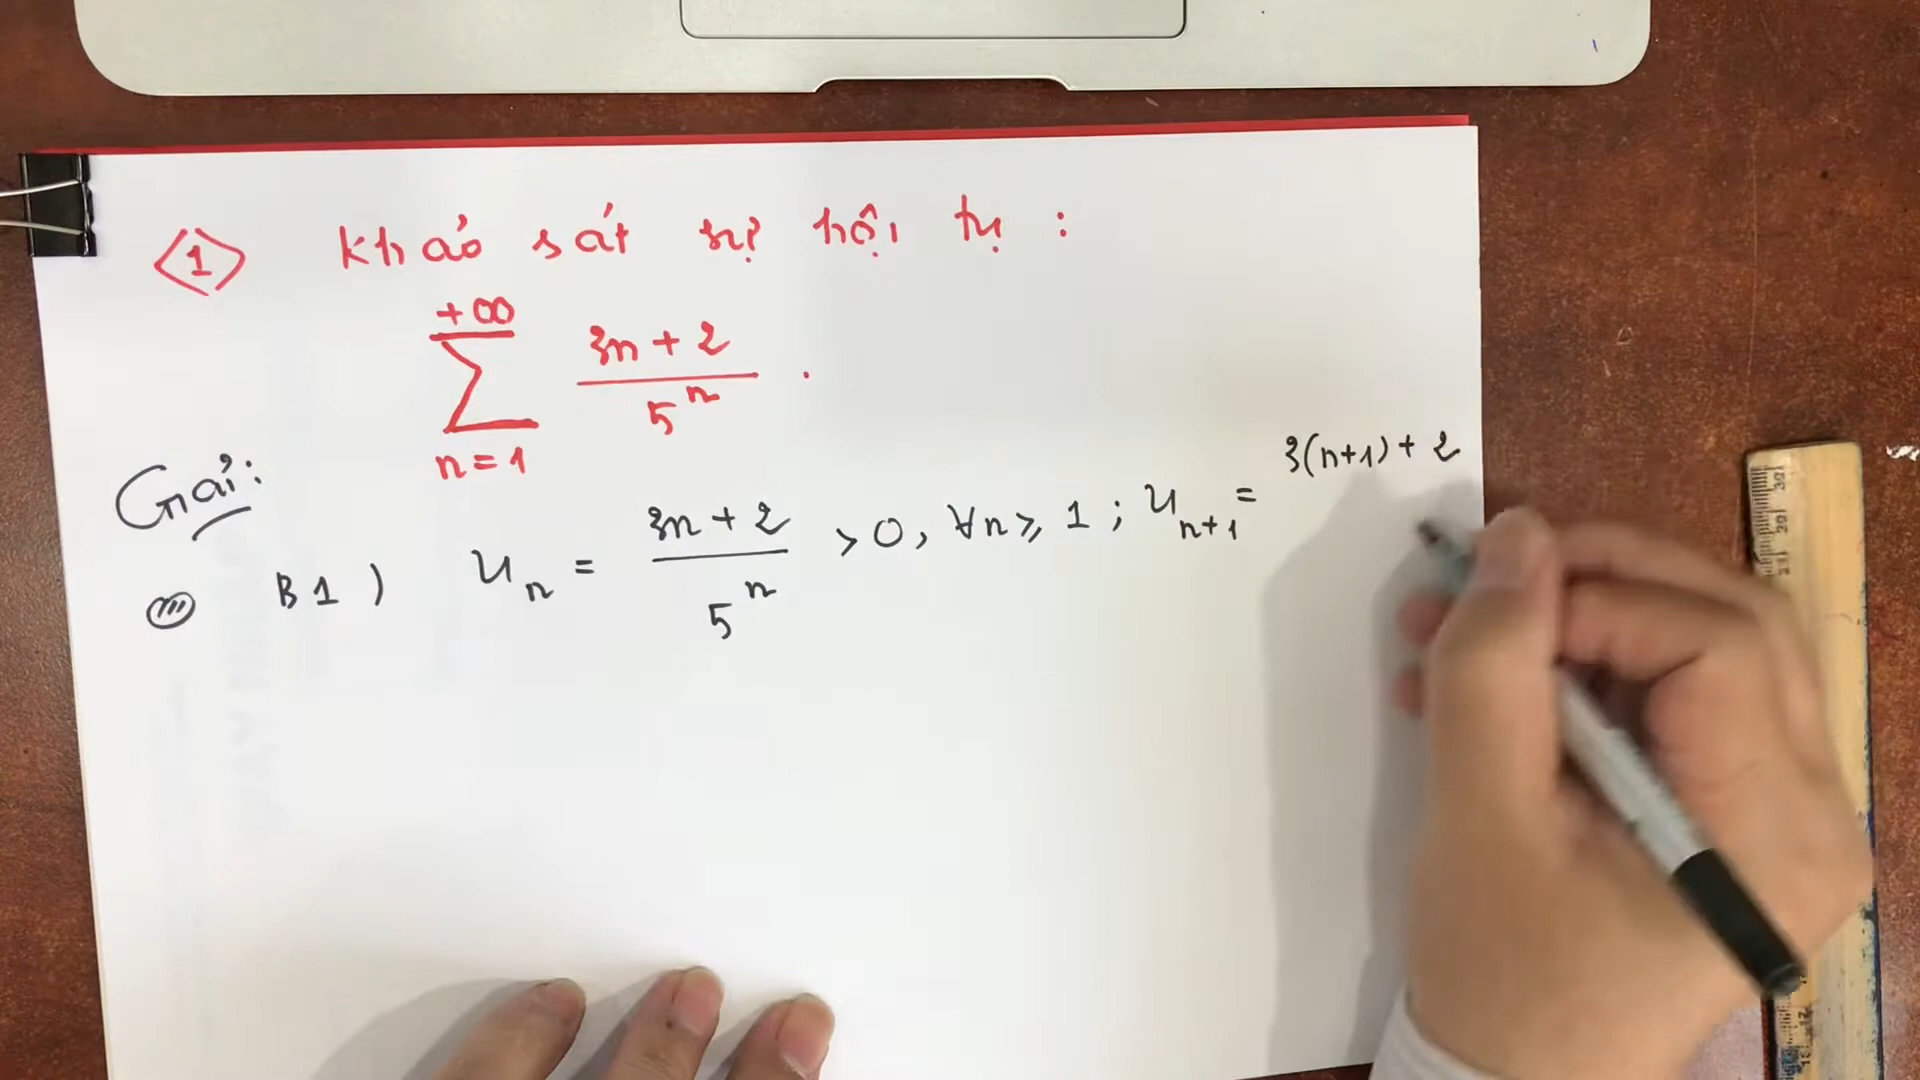 1 Khảo sát sự hội tụ :
+∞
∑ 3n + 2 / 5^n .
n = 1
Giải:
B1) u_n = 3n + 2 / 5^n > 0, ∀n ⩾ 1 ; u_{n+1} = 3(n+1) + 2